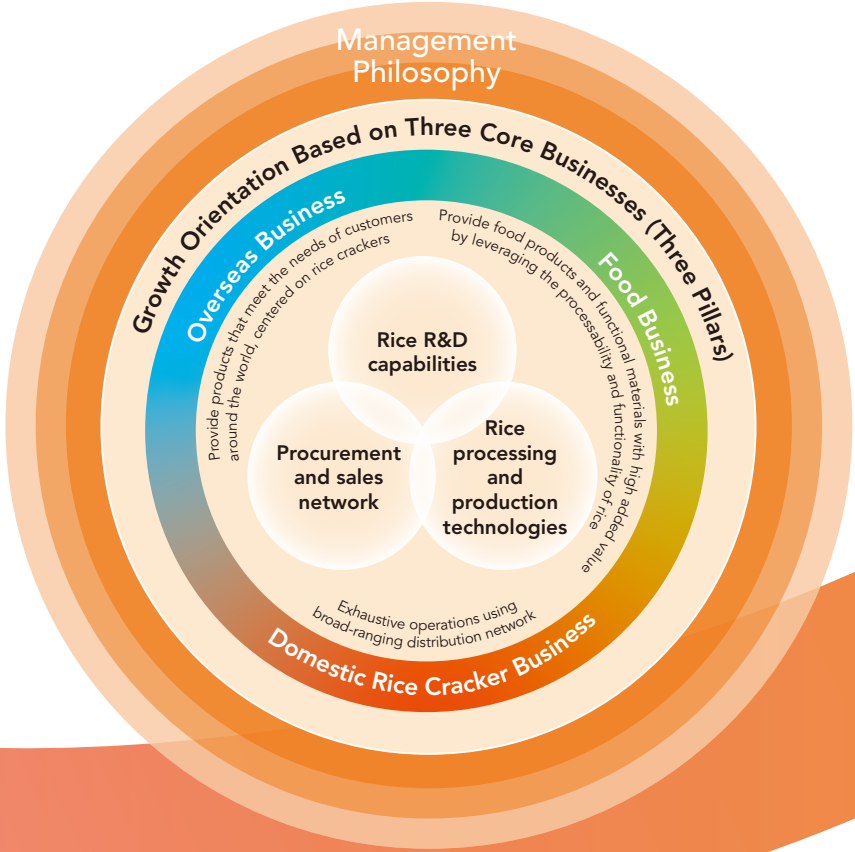 Management
Philosophy
Growth Orientation Based on Three Core Businesses (Three Pillars)
Overseas Business
Provide products that meet the needs of customers
around the world, centered on rice crackers
Food Business
Provide food products and functional materials with high added value
by leveraging the processability and functionality of rice
Rice R&D
capabilities
Procurement
and sales
network
Rice
processing
and
production
technologies
Exhaustive operations using
broad-ranging distribution network
Domestic Rice Cracker Business